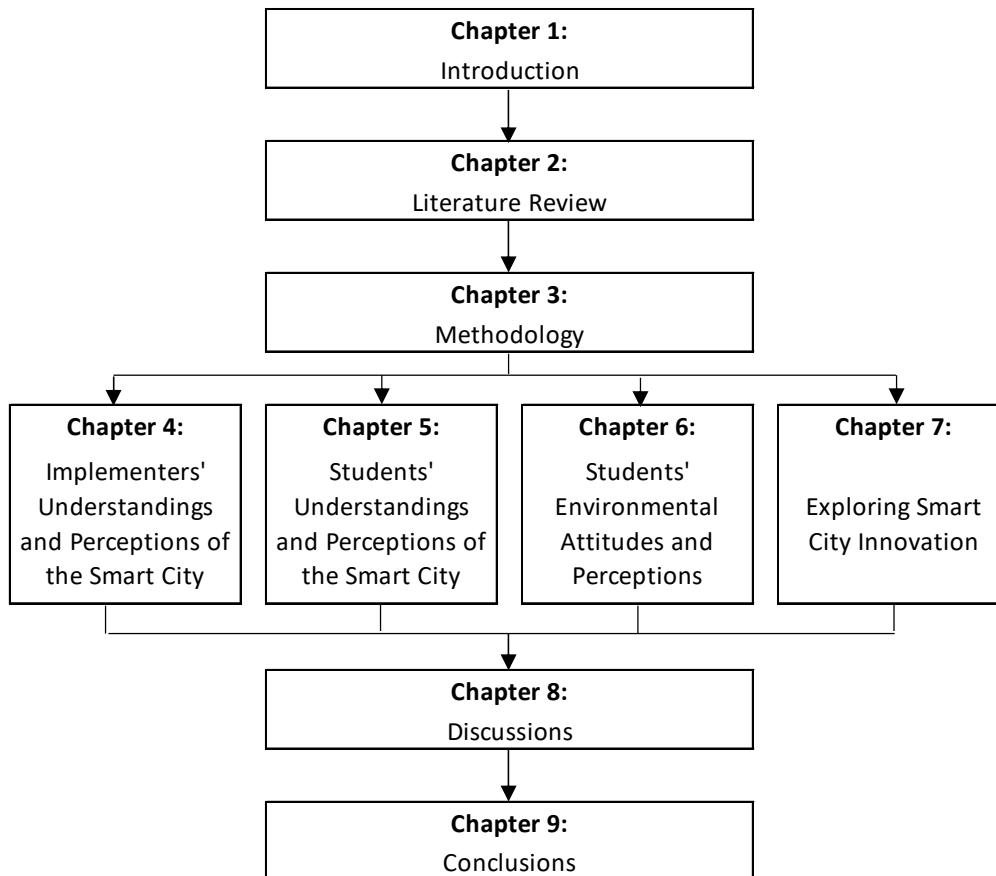 Chapter 1:
Introduction
Chapter 2:
Literature Review
Chapter 3:
Methodology
Chapter 4:
Implementers'
Understandings
and Perceptions of
the Smart City
Chapter 5:
Students'
Understandings
and Perceptions of
the Smart City
Chapter 6:
Students'
Environmental
Attitudes and
Perceptions
Chapter 7:
Exploring Smart
City Innovation
Chapter 8:
Discussions
Chapter 9:
Conclusions